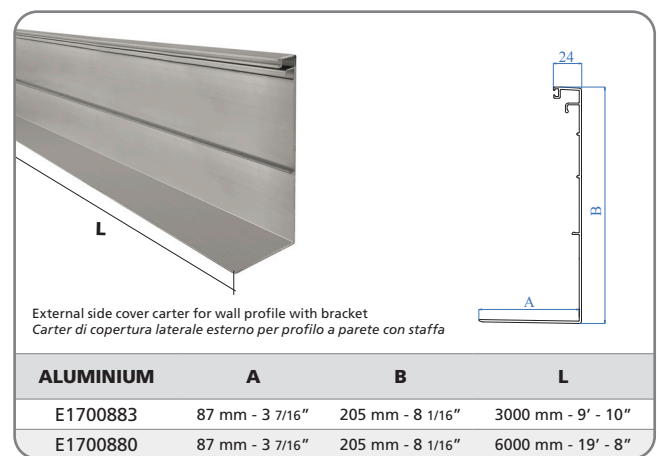 24
B
A
L
External side cover carter for wall profile with bracket
Carter di copertura laterale esterno per profilo a parete con staffa
ALUMINIUM A B L
E1700883 87 mm - 3 7/16” 205 mm - 8 1/16” 3000 mm - 9’ - 10”
E1700880 87 mm - 3 7/16” 205 mm - 8 1/16” 6000 mm - 19’ - 8”